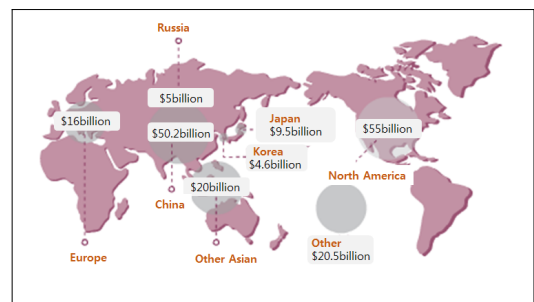 Russia
$5billion
$16billion
$50.2billion
Japan
$9.5billion
$55billion
Korea
$4.6billion
North America
$20billion
China
Other
$20.5billion
Europe
Other Asian